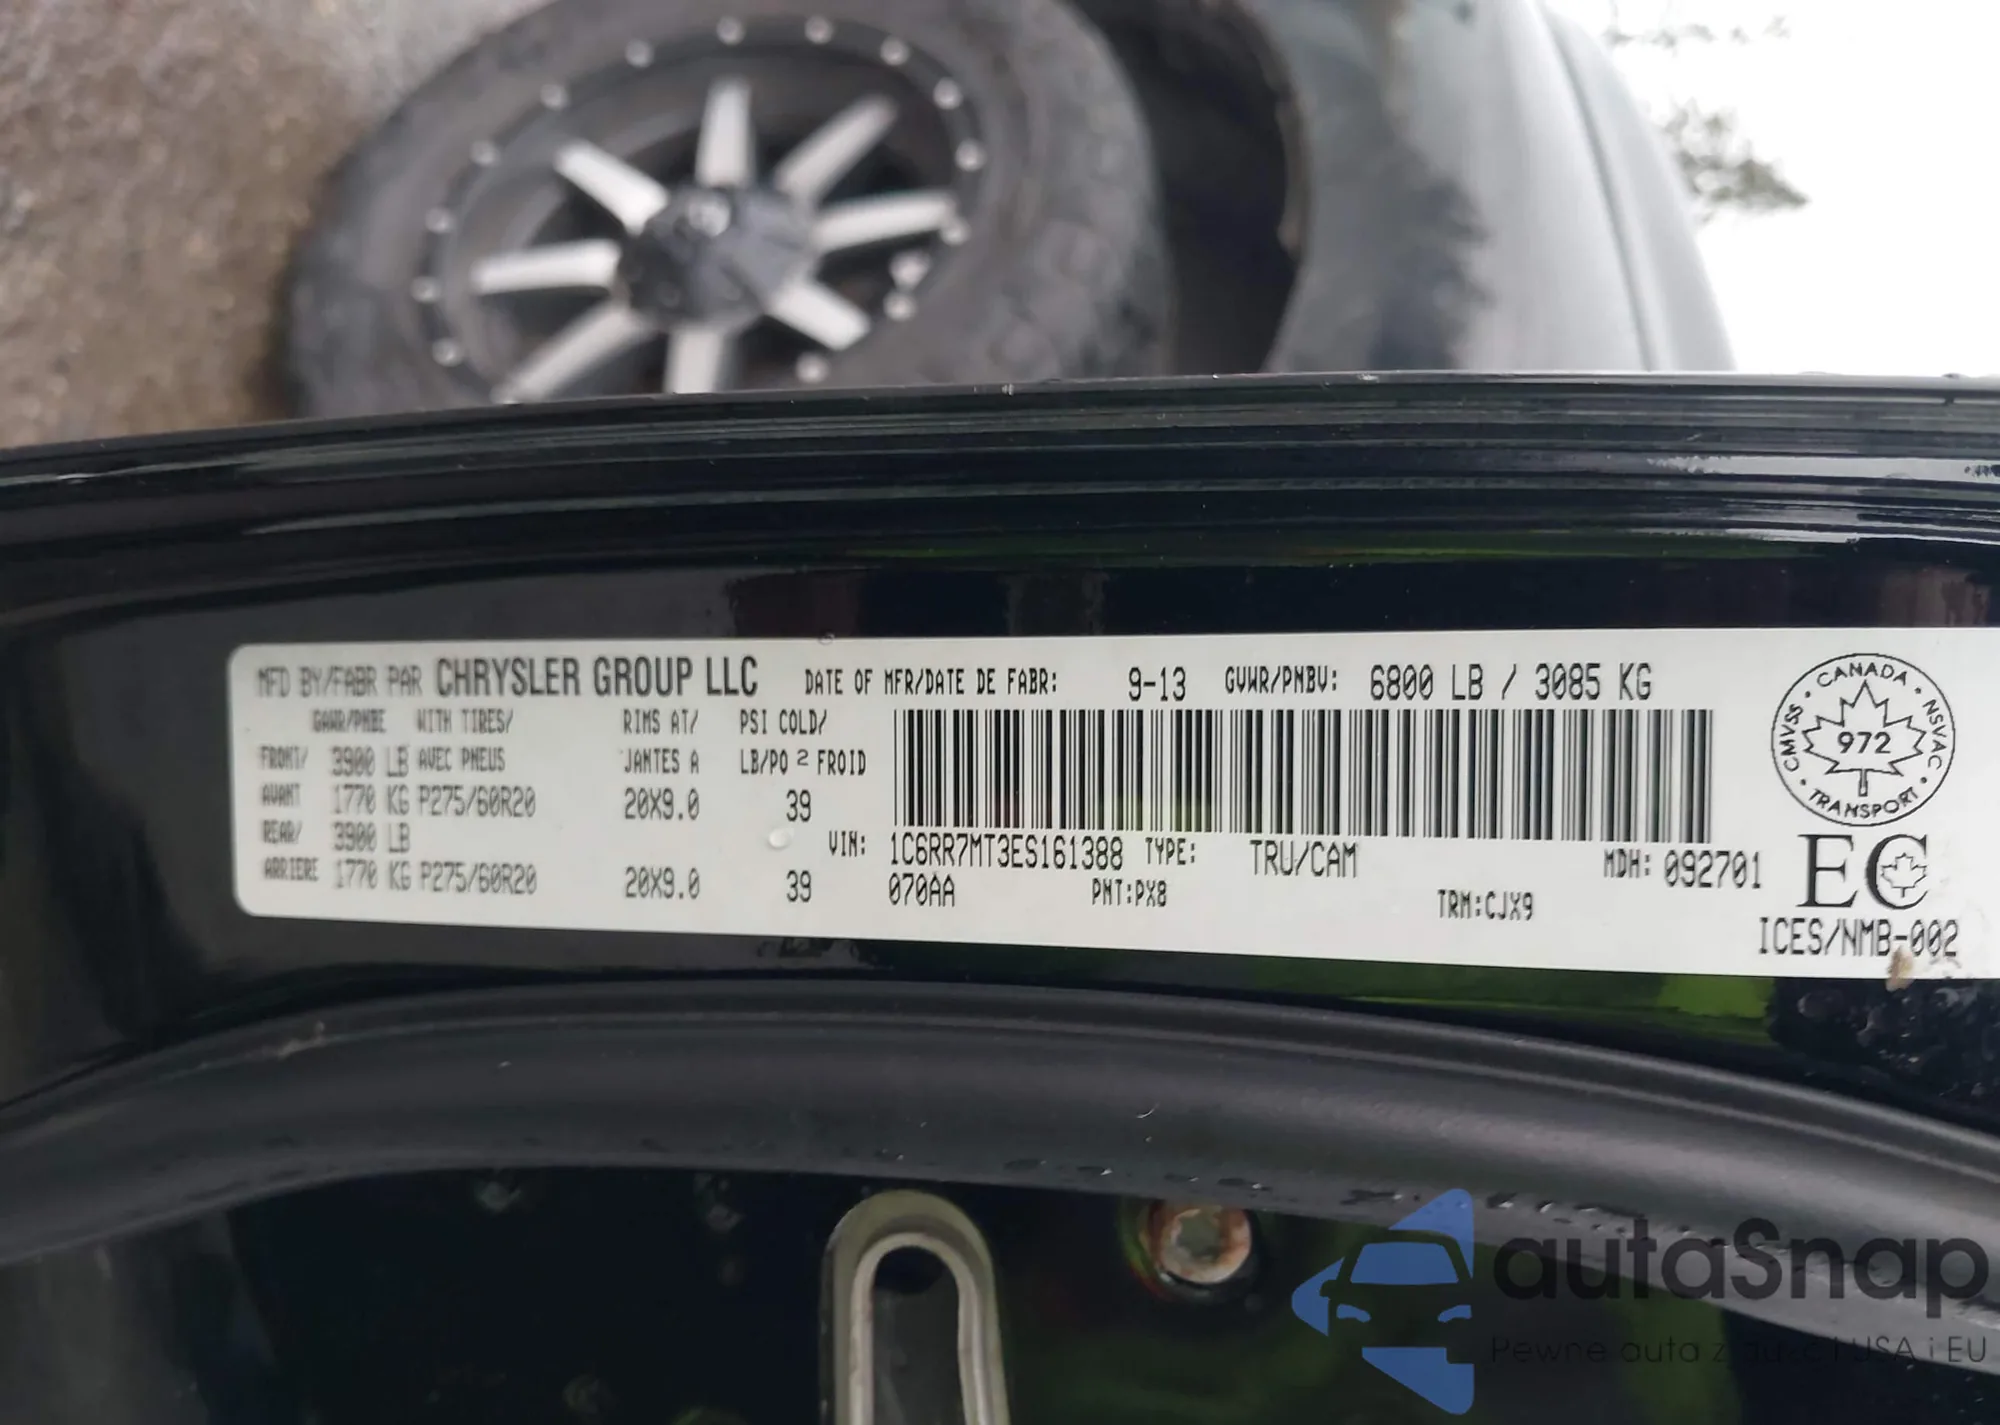 MFD BY/FABR PAR CHRYSLER GROUP LLC DATE OF MFR/DATE DE FABR: 9-13 GVWR/PNBV: 6800 LB / 3085 KG
GAWR/PNBE WITH TIRES/ RIMS AT/ PSI COLD/
FRONT/ 3900 LB AVEC PNEUS JANTES A LB/PO 2 FROID
AVANT 1770 KG P275/60R20 20X9.0 39
REAR/ 3900 LB
ARRIERE 1770 KG P275/60R20 20X9.0 39
VIN: 1C6RR7MT3ES161388 TYPE: TRU/CAM MDH: 092701
070AA PNT:PX8 TRM:CJX9
CANADA
CMVSS 972 NSVAC
TRANSPORT
EC
ICES/NMB-002
autaSnap
Pewne auta z USA i EU